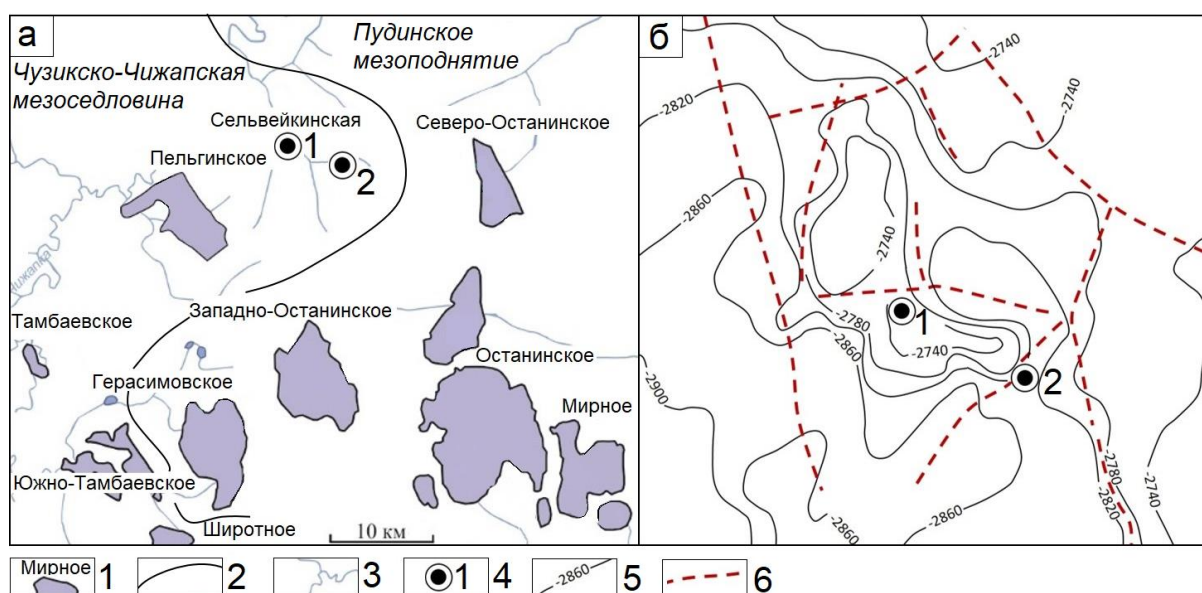 а
Пудинское
мезоподнятие
Чузикско-Чижапская
мезоседловина
Сельвейкинская
1
2
Северо-Останинское
Пельгинское
Чижапка
Тамбаевское
Западно-Останинское
Останинское
Герасимовское
Мирное
Южно-Тамбаевское
Широтное
10 км
б
-2740
-2820
-2740
-2860
-2740
1
-2780
-2860
-2740
2
-2900
-2780
-2740
-2820
-2860
-2860
Мирное 1 2 3 1 4 -2860 5 6